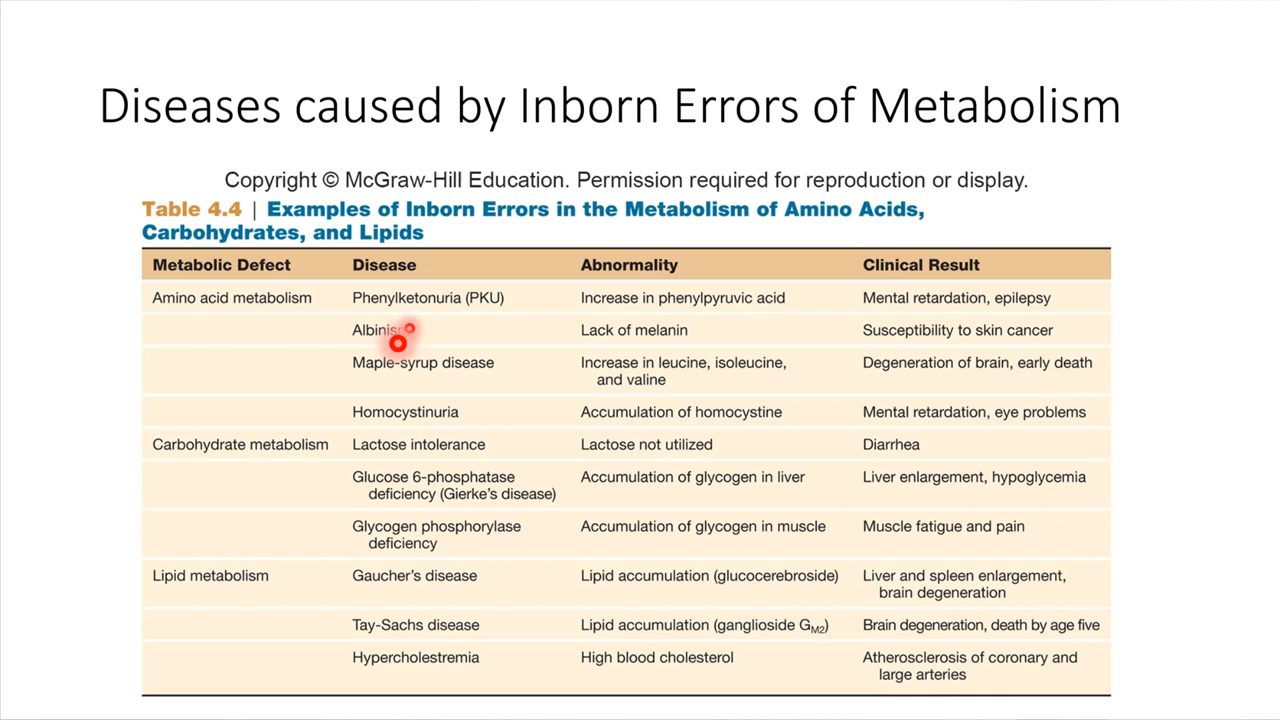 Diseases caused by Inborn Errors of Metabolism
Copyright © McGraw-Hill Education. Permission required for reproduction or display.
Table 4.4 | Examples of Inborn Errors in the Metabolism of Amino Acids,
Carbohydrates, and Lipids
Metabolic Defect Disease Abnormality Clinical Result
Amino acid metabolism Phenylketonuria (PKU) Increase in phenylpyruvic acid Mental retardation, epilepsy
Albinism Lack of melanin Susceptibility to skin cancer
Maple-syrup disease Increase in leucine, isoleucine, Degeneration of brain, early death
and valine
Homocystinuria Accumulation of homocystine Mental retardation, eye problems
Carbohydrate metabolism Lactose intolerance Lactose not utilized Diarrhea
Glucose 6-phosphatase Accumulation of glycogen in liver Liver enlargement, hypoglycemia
deficiency (Gierke's disease)
Glycogen phosphorylase Accumulation of glycogen in muscle Muscle fatigue and pain
deficiency
Lipid metabolism Gaucher's disease Lipid accumulation (glucocerebroside) Liver and spleen enlargement,
brain degeneration
Tay-Sachs disease Lipid accumulation (ganglioside GM2) Brain degeneration, death by age five
Hypercholestremia High blood cholesterol Atherosclerosis of coronary and
large arteries